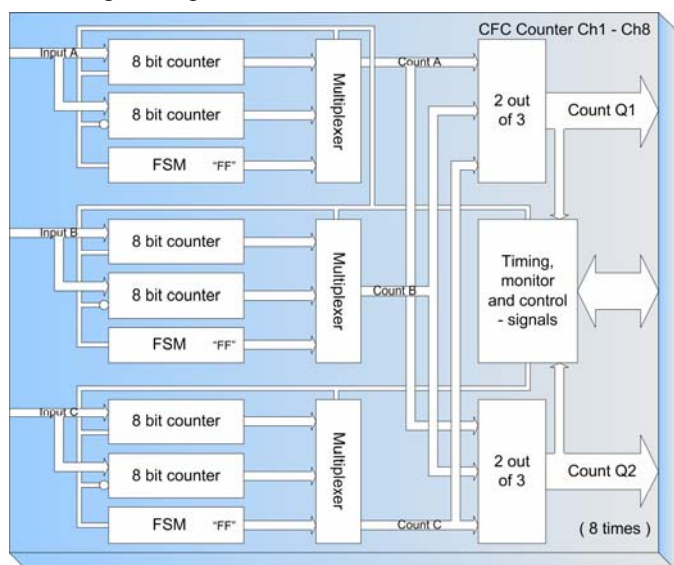 CFC Counter Ch1 - Ch8
Input A
8 bit counter
8 bit counter
FSM "FF"
Multiplexer
Count A
2 out
of 3
Count Q1
Input B
8 bit counter
8 bit counter
FSM "FF"
Multiplexer
Count B
Timing,
monitor
and control
- signals
Input C
8 bit counter
8 bit counter
FSM "FF"
Multiplexer
Count C
2 out
of 3
Count Q2
( 8 times )